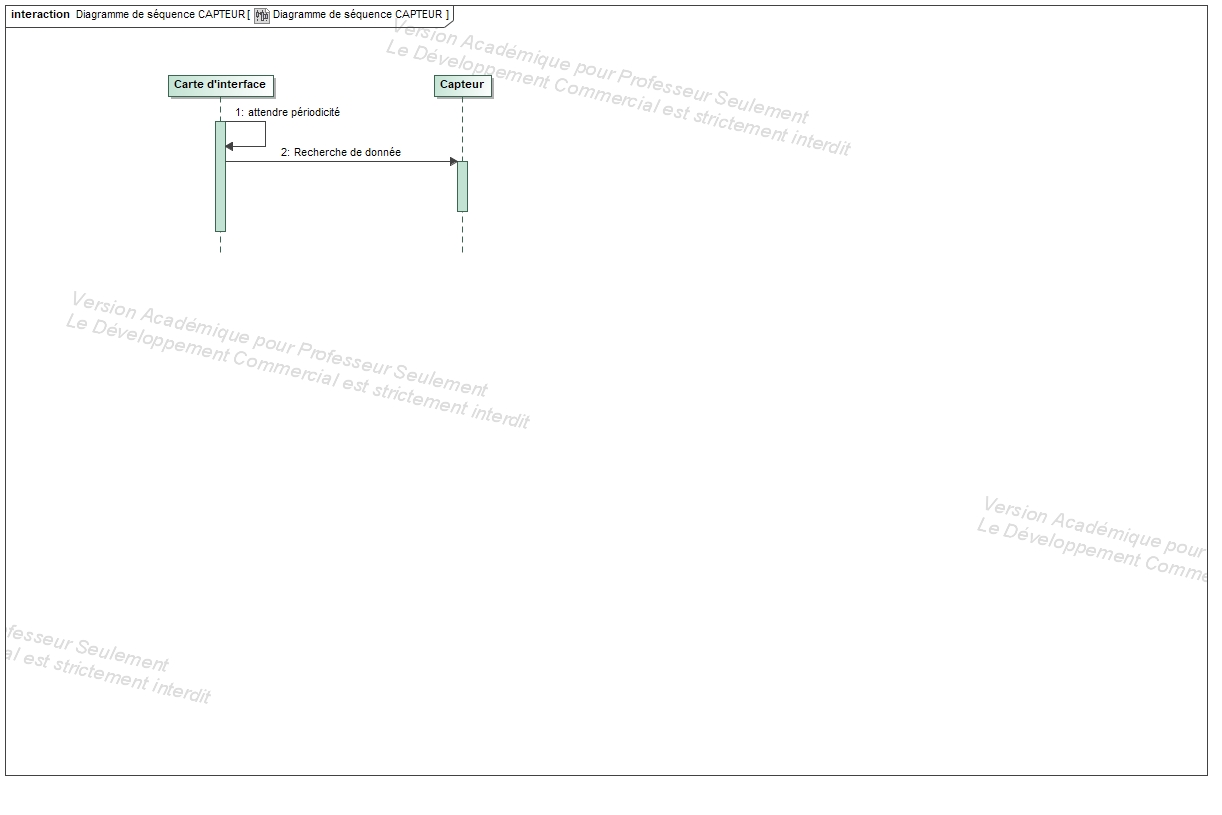 interaction Diagramme de séquence CAPTEUR[ Diagramme de séquence CAPTEUR ]
Version Académique pour Professeur Seulement
Le Développement Commercial est strictement interdit
Carte d'interface
Capteur
1: attendre périodicité
2: Recherche de donnée
Version Académique pour Professeur Seulement
Le Développement Commercial est strictement interdit
Version Académique pour
Le Développement Comme
ofesseur Seulement
al est strictement interdit